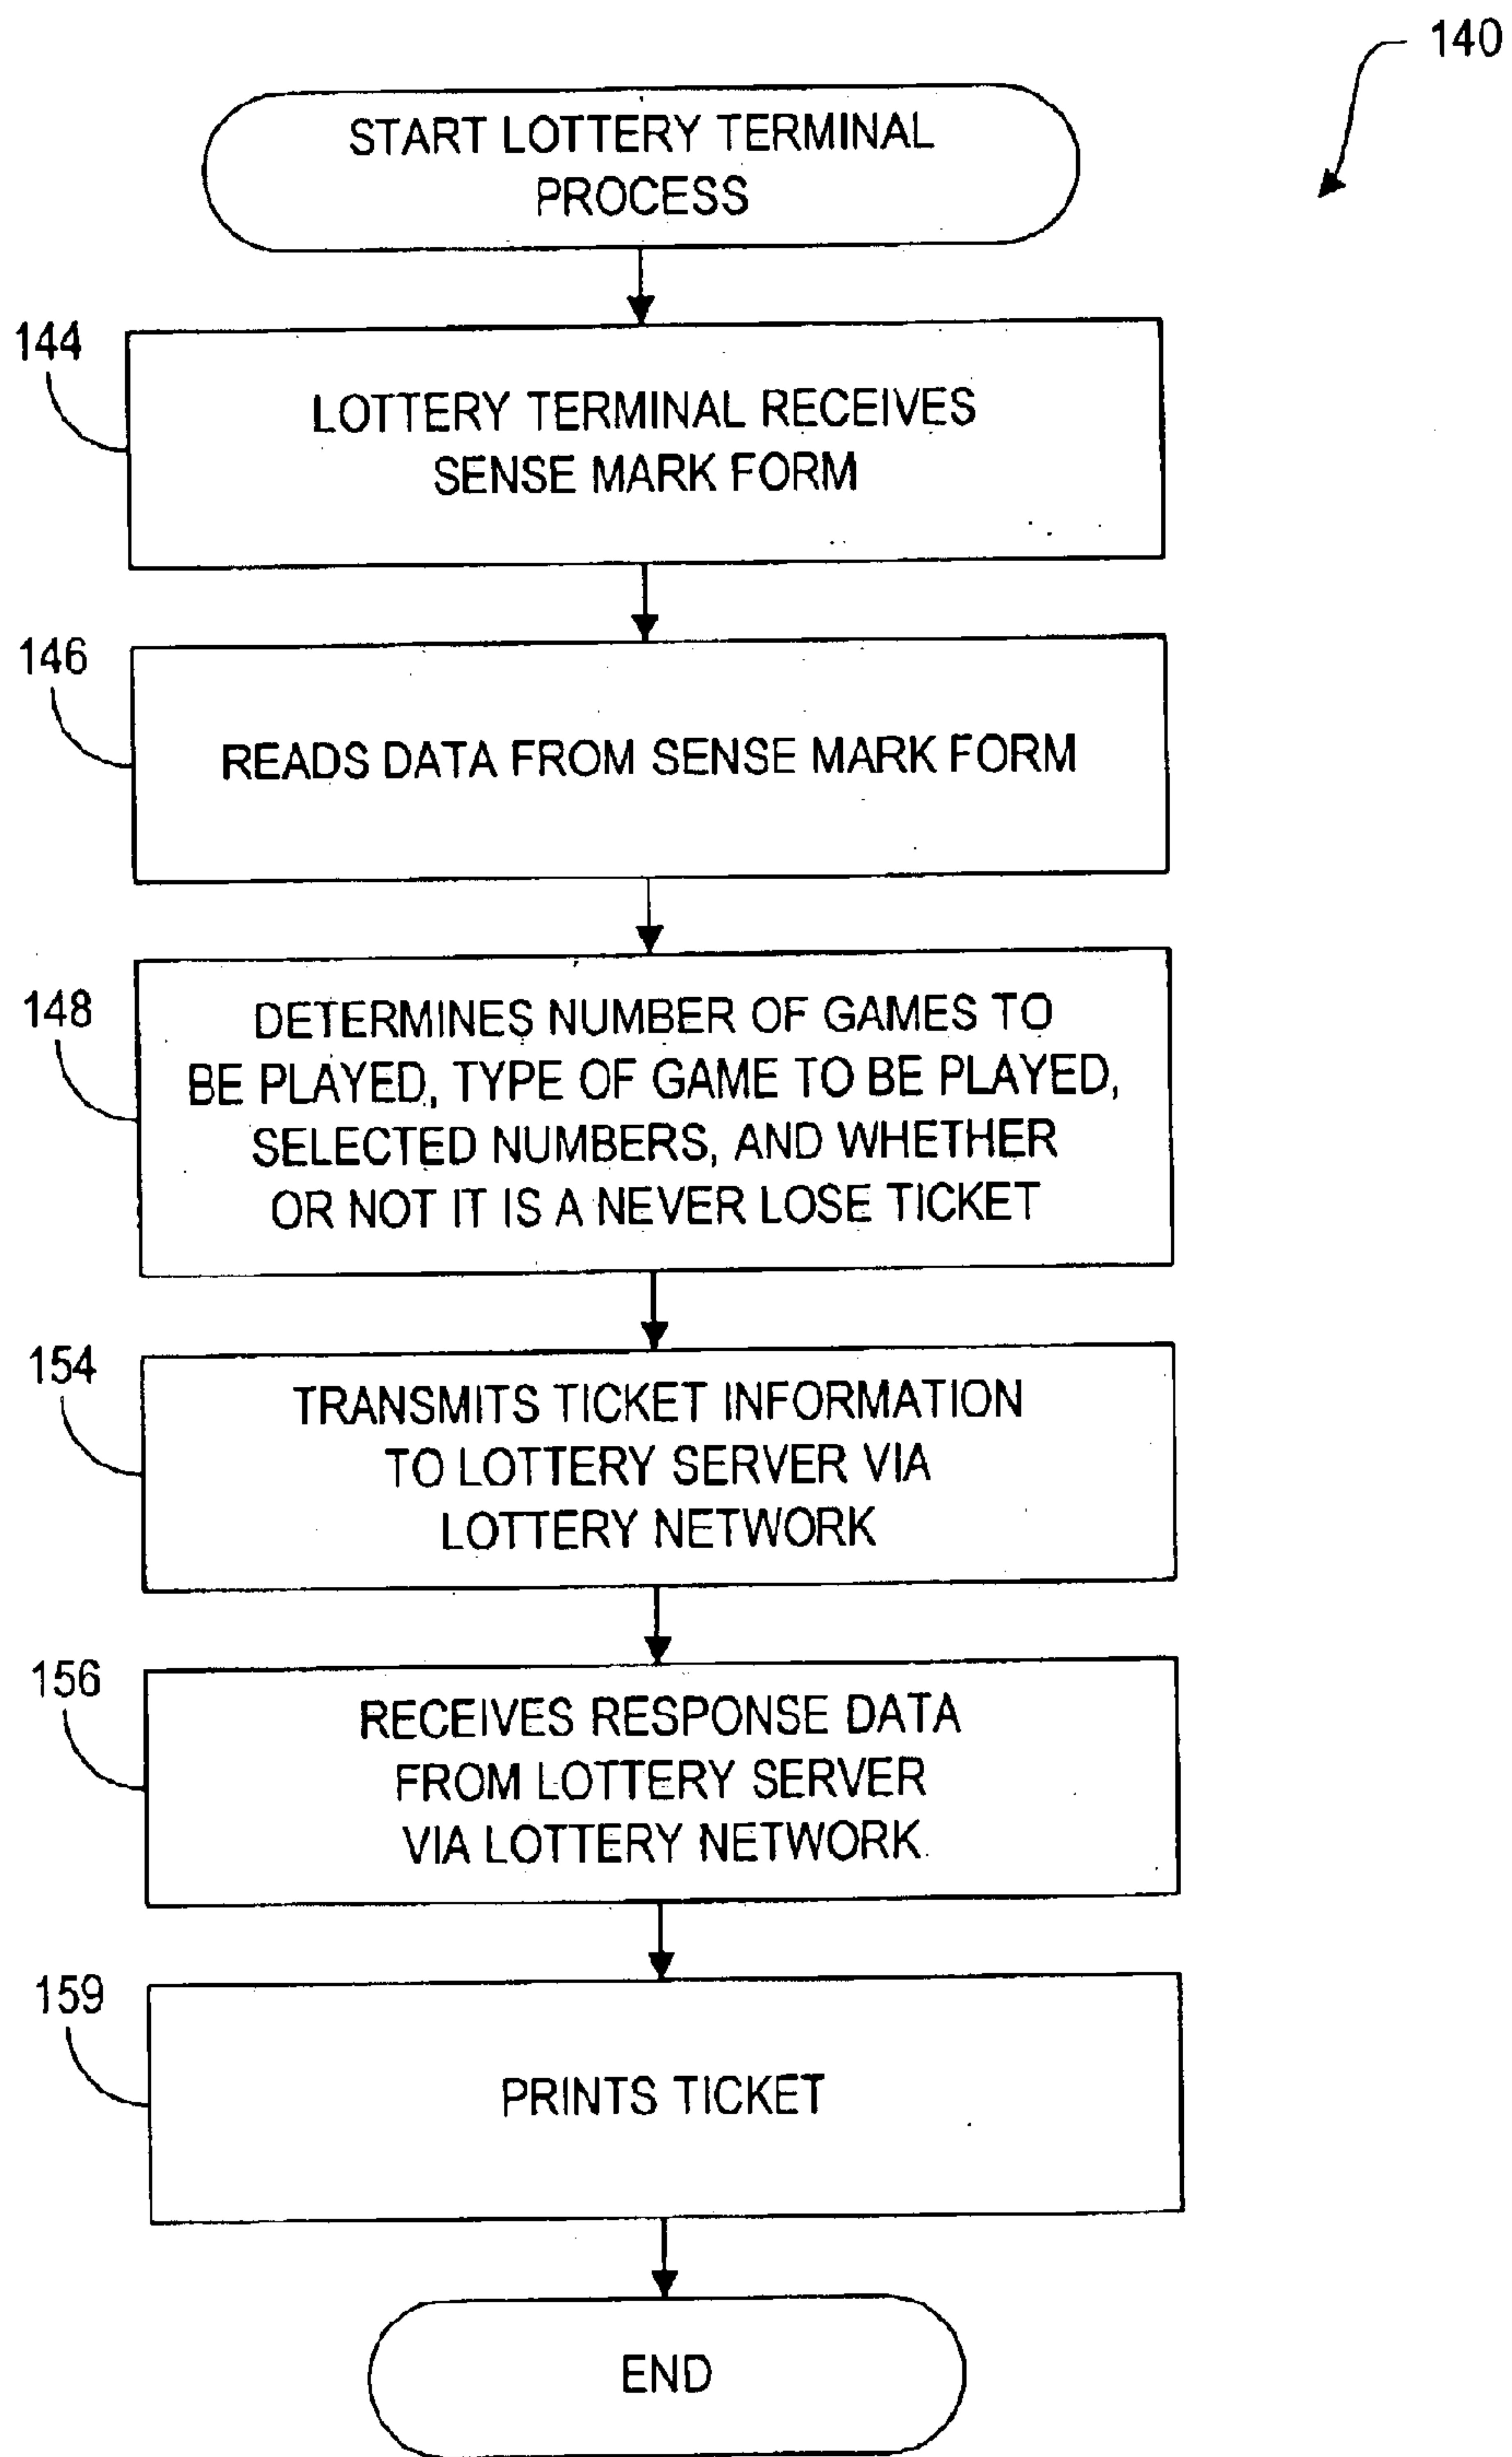 140
START LOTTERY TERMINAL
PROCESS
144
LOTTERY TERMINAL RECEIVES
SENSE MARK FORM
146
READS DATA FROM SENSE MARK FORM
148
DETERMINES NUMBER OF GAMES TO
BE PLAYED, TYPE OF GAME TO BE PLAYED,
SELECTED NUMBERS, AND WHETHER
OR NOT IT IS A NEVER LOSE TICKET
154
TRANSMITS TICKET INFORMATION
TO LOTTERY SERVER VIA
LOTTERY NETWORK
156
RECEIVES RESPONSE DATA
FROM LOTTERY SERVER
VIA LOTTERY NETWORK
159
PRINTS TICKET
END